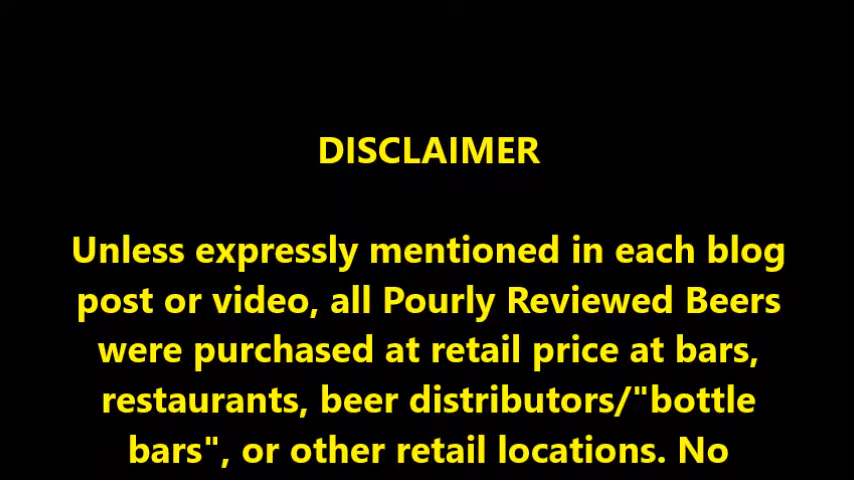 DISCLAIMER
Unless expressly mentioned in each blog
post or video, all Pourly Reviewed Beers
were purchased at retail price at bars,
restaurants, beer distributors/"bottle
bars", or other retail locations. No